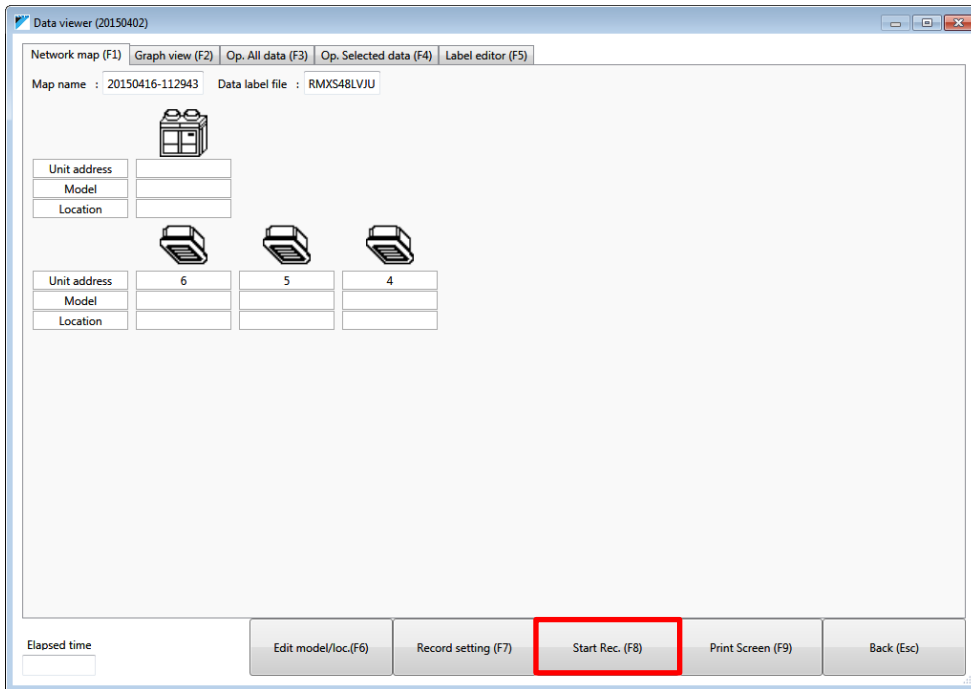 Data viewer (20150402)
Network map (F1) Graph view (F2) Op. All data (F3) Op. Selected data (F4) Label editor (F5)
Map name : 20150416-112943 Data label file : RMXS48LVJU
Unit address
Model
Location
Unit address 6 5 4
Model
Location
Elapsed time
Edit model/loc.(F6) Record setting (F7) Start Rec. (F8) Print Screen (F9) Back (Esc)